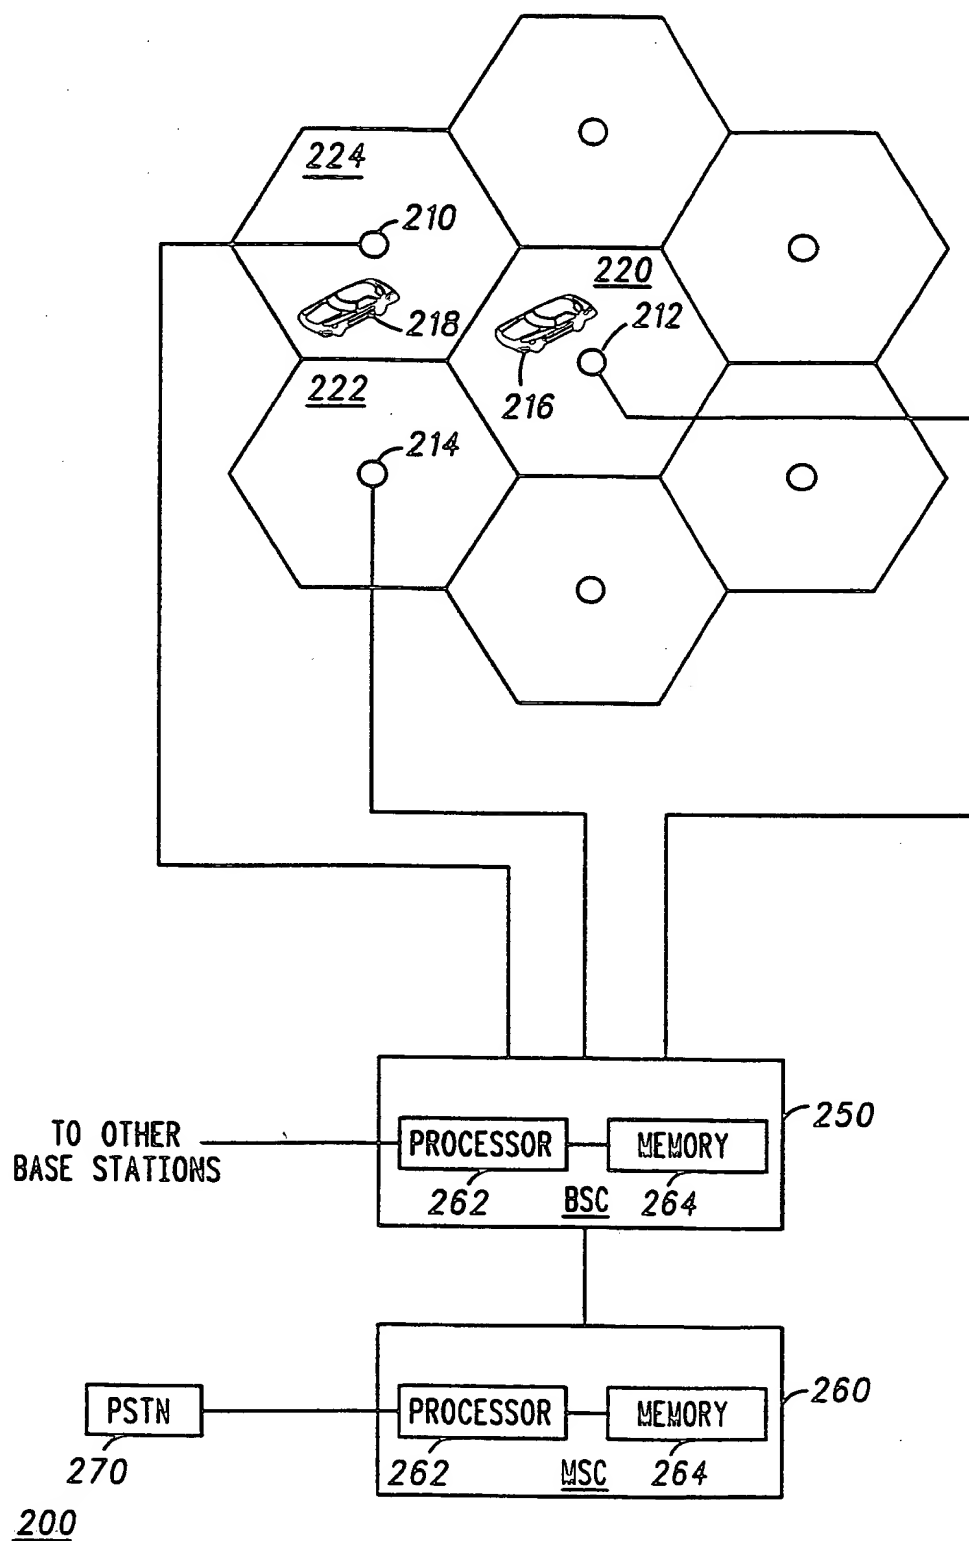 224
210
220
218
212
216
222
214
250
TO OTHER
BASE STATIONS
PROCESSOR
MEMORY
262
BSC
264
260
PSTN
PROCESSOR
MEMORY
270
262
MSC
264
200